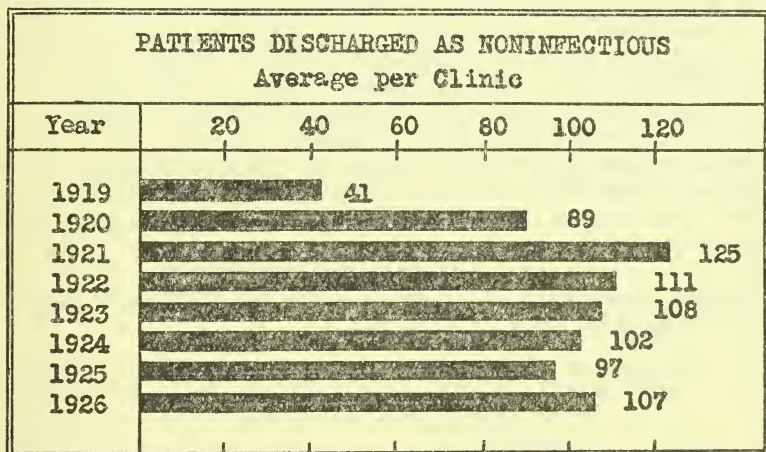 PATIENTS DISCHARGED AS NONINFECTIOUS
Average per Clinic
Year 20 40 60 80 100 120
1919 41
1920 89
1921 125
1922 111
1923 108
1924 102
1925 97
1926 107